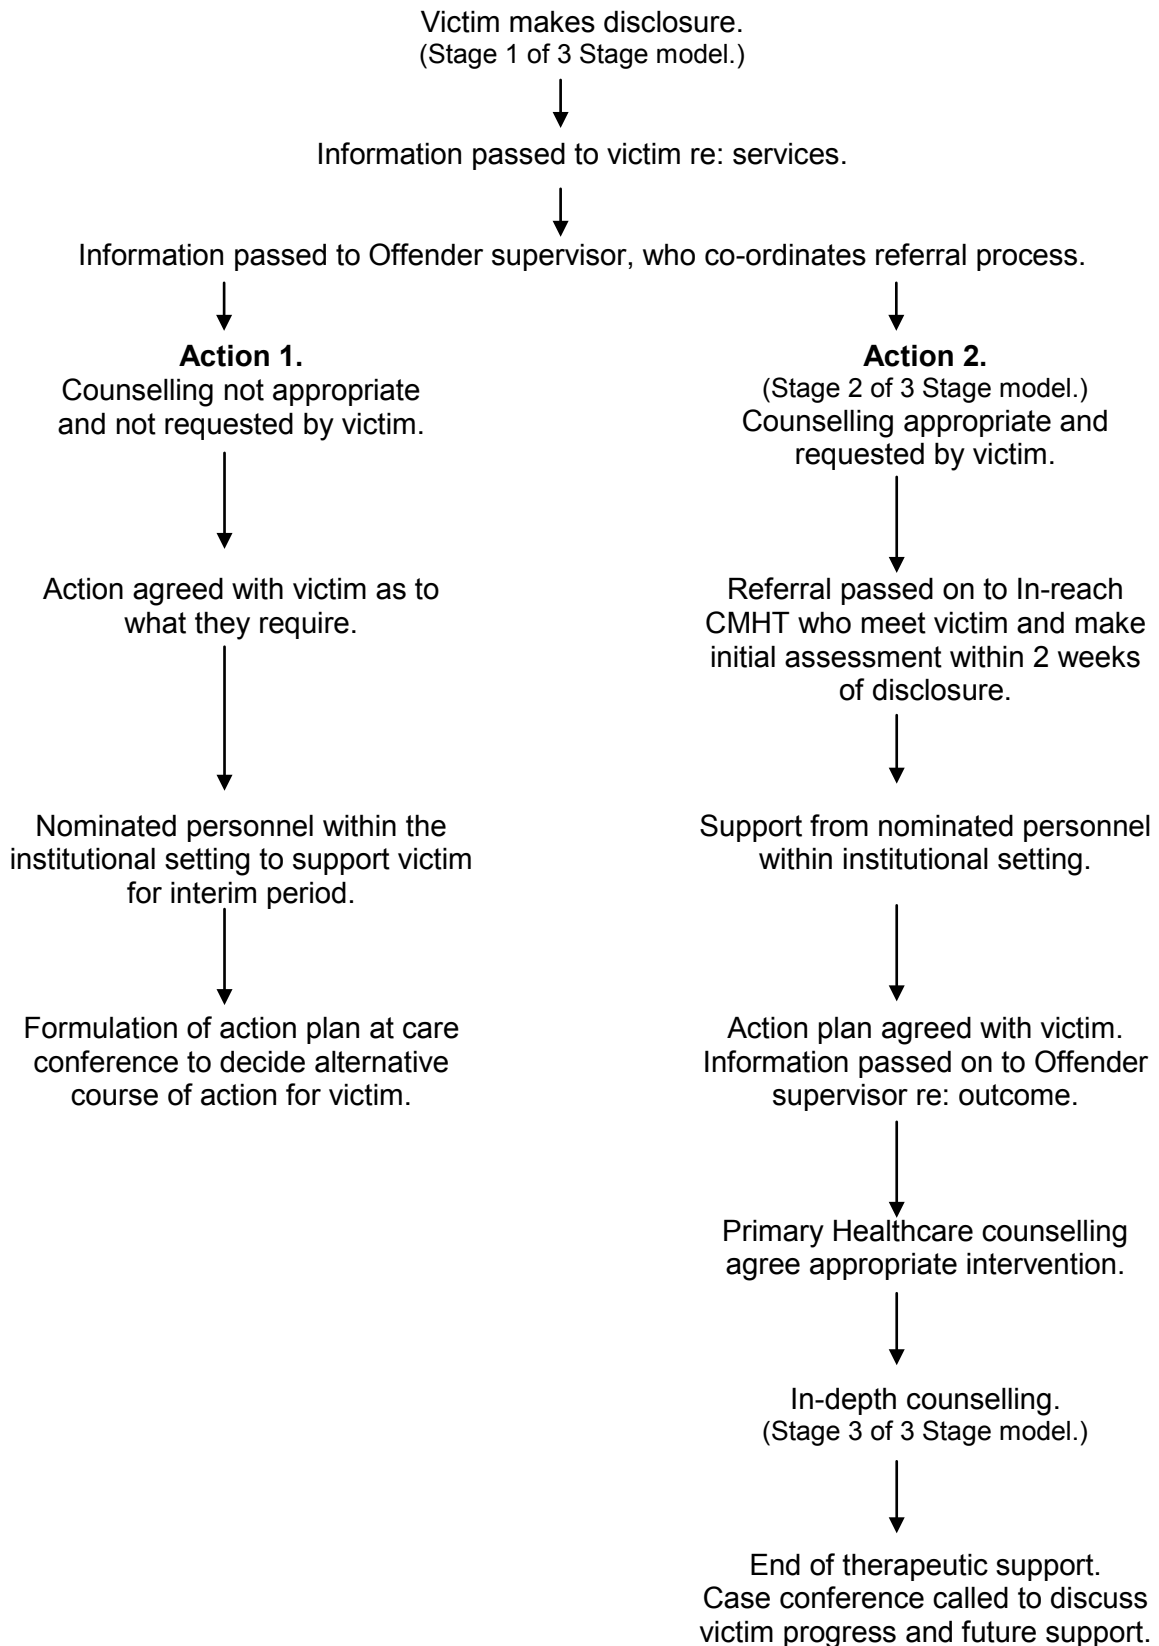 Victim makes disclosure.
(Stage 1 of 3 Stage model.)
Information passed to victim re: services.
Information passed to Offender supervisor, who co-ordinates referral process.
Action 1.
Counselling not appropriate
and not requested by victim.
Action agreed with victim as to
what they require.
Nominated personnel within the
institutional setting to support victim
for interim period.
Formulation of action plan at care
conference to decide alternative
course of action for victim.
Action 2.
(Stage 2 of 3 Stage model.)
Counselling appropriate and
requested by victim.
Referral passed on to In-reach
CMHT who meet victim and make
initial assessment within 2 weeks
of disclosure.
Support from nominated personnel
within institutional setting.
Action plan agreed with victim.
Information passed on to Offender
supervisor re: outcome.
Primary Healthcare counselling
agree appropriate intervention.
In-depth counselling.
(Stage 3 of 3 Stage model.)
End of therapeutic support.
Case conference called to discuss
victim progress and future support.